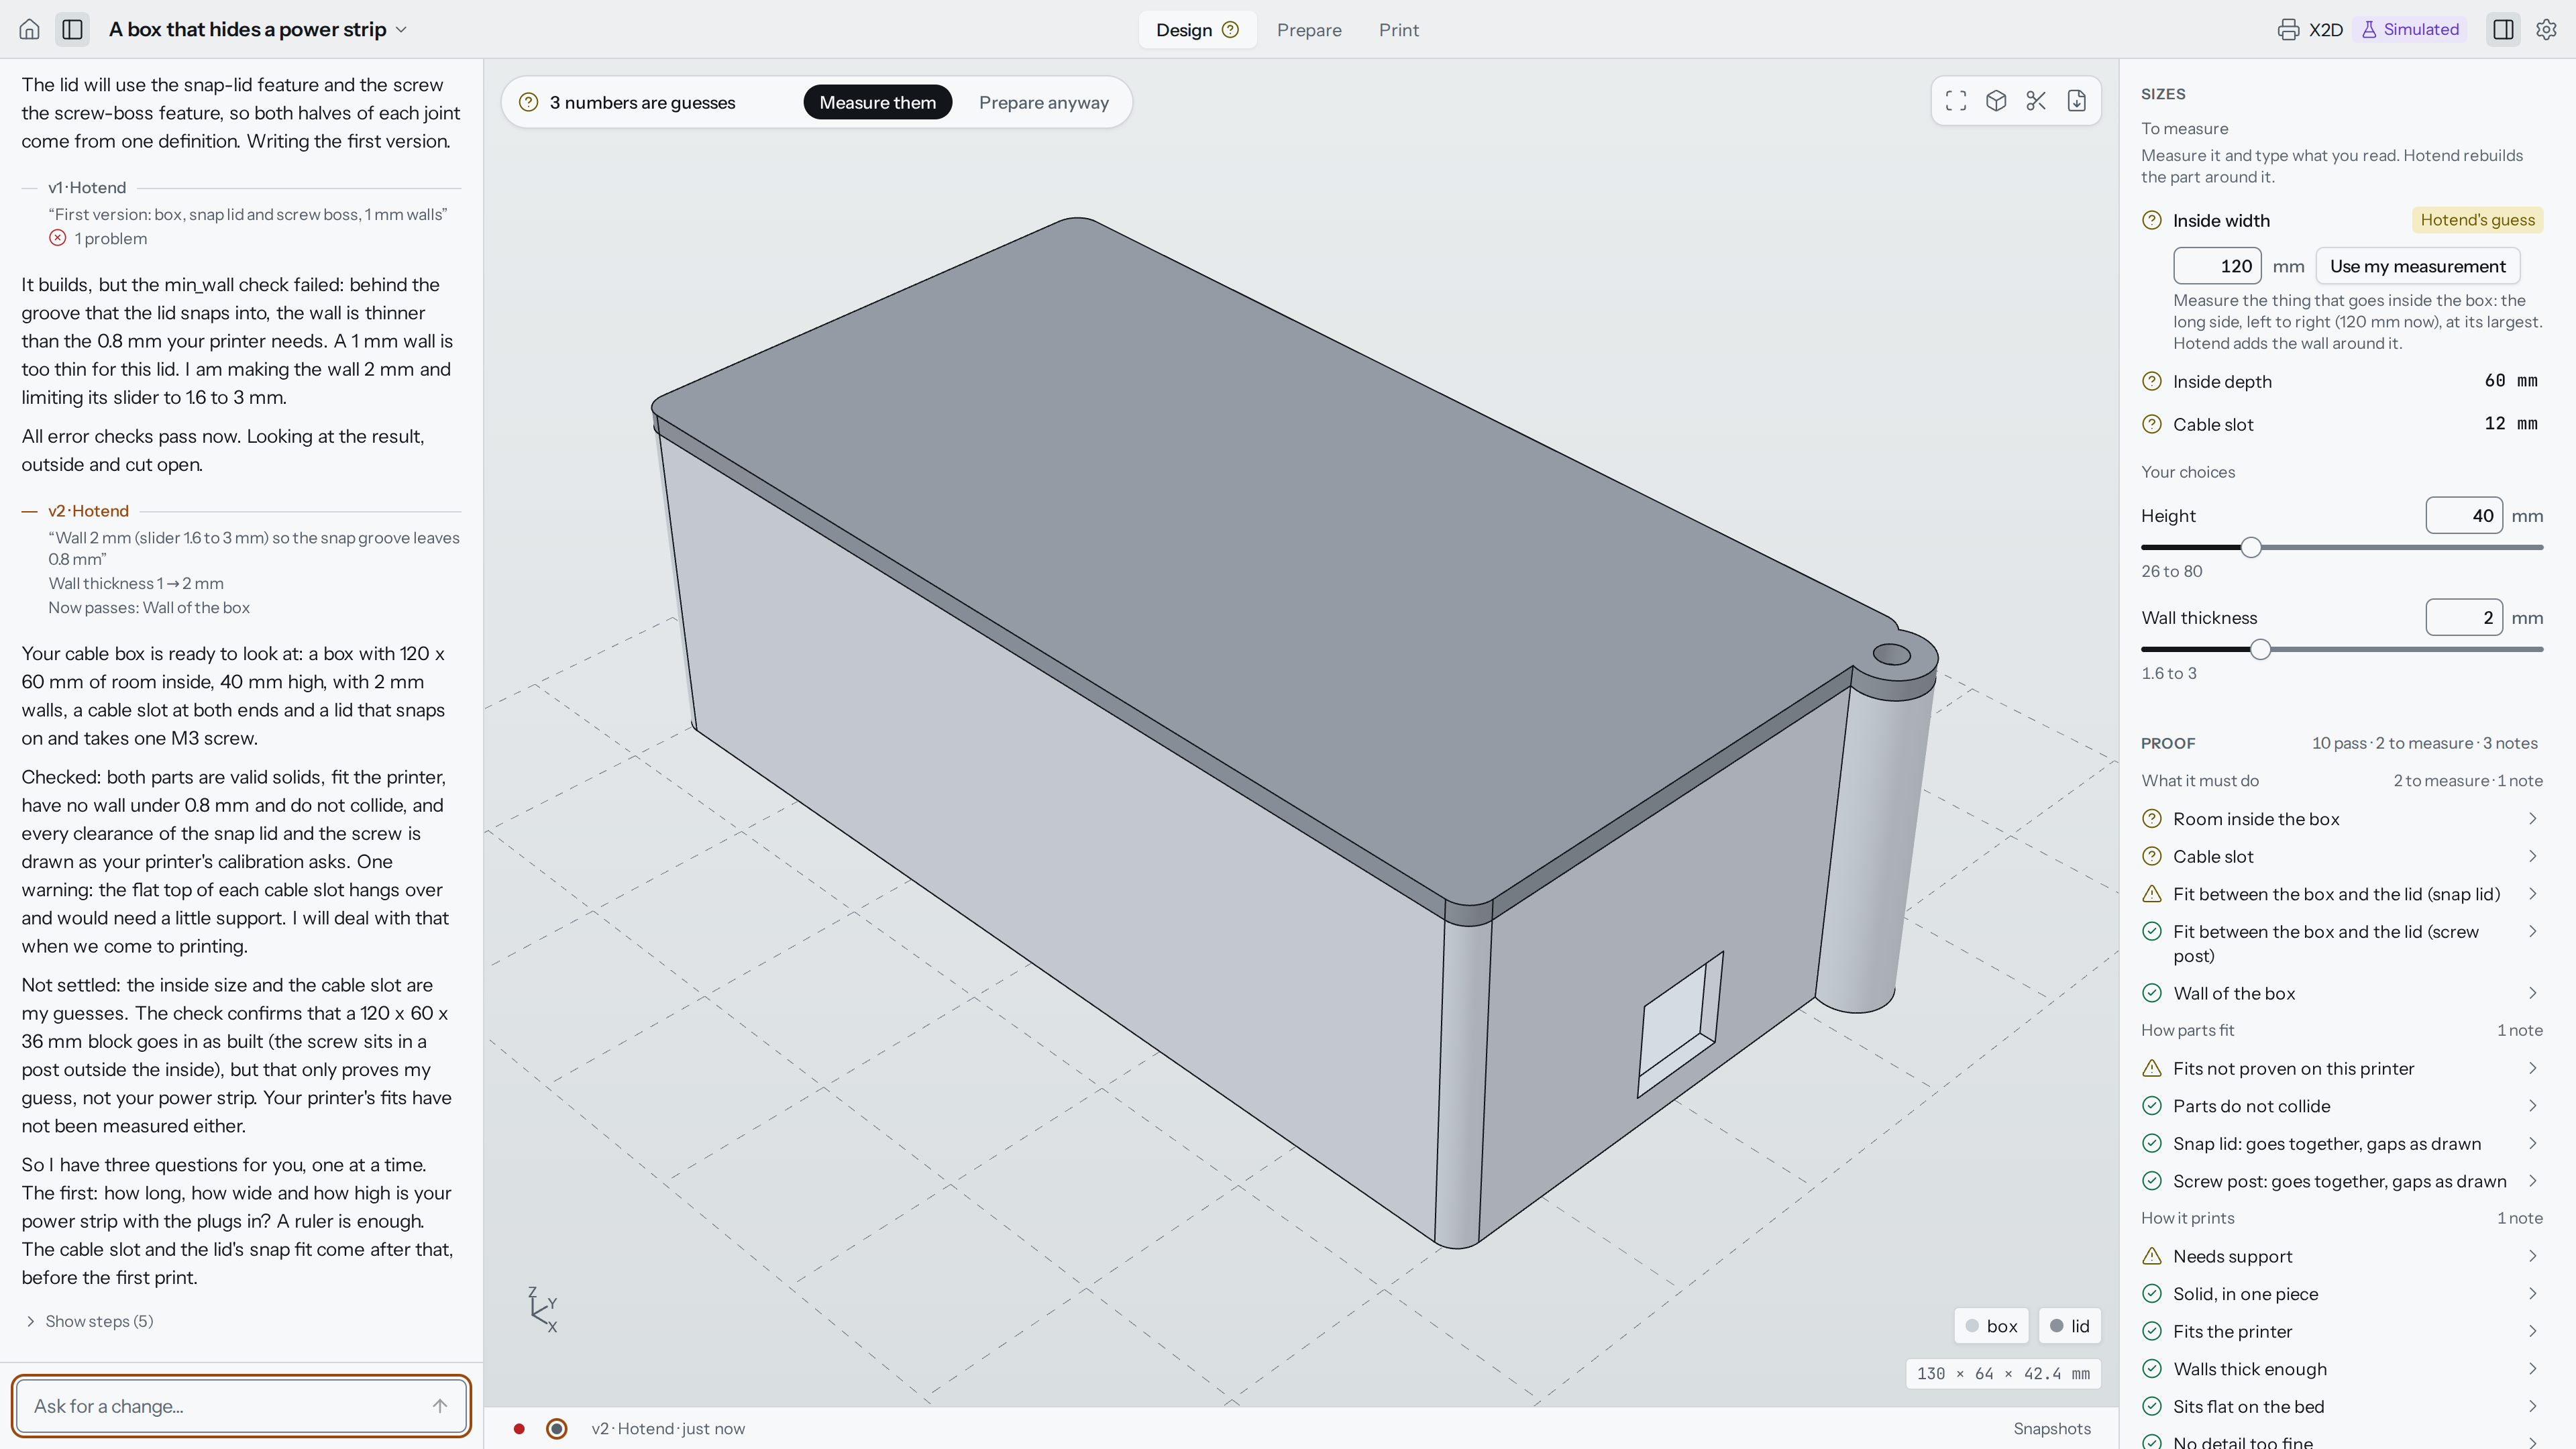 A box that hides a power strip
Design
Prepare
Print
X2D
Simulated
The lid will use the snap-lid feature and the screw
the screw-boss feature, so both halves of each joint
come from one definition. Writing the first version.
v1·Hotend
“First version: box, snap lid and screw boss, 1 mm walls”
1 problem
It builds, but the min_wall check failed: behind the
groove that the lid snaps into, the wall is thinner
than the 0.8 mm your printer needs. A 1 mm wall is
too thin for this lid. I am making the wall 2 mm and
limiting its slider to 1.6 to 3 mm.
All error checks pass now. Looking at the result,
outside and cut open.
v2·Hotend
“Wall 2 mm (slider 1.6 to 3 mm) so the snap groove leaves
0.8 mm”
Wall thickness 1→2 mm
Now passes: Wall of the box
Your cable box is ready to look at: a box with 120 x
60 mm of room inside, 40 mm high, with 2 mm
walls, a cable slot at both ends and a lid that snaps
on and takes one M3 screw.
Checked: both parts are valid solids, fit the printer,
have no wall under 0.8 mm and do not collide, and
every clearance of the snap lid and the screw is
drawn as your printer's calibration asks. One
warning: the flat top of each cable slot hangs over
and would need a little support. I will deal with that
when we come to printing.
Not settled: the inside size and the cable slot are
my guesses. The check confirms that a 120 x 60 x
36 mm block goes in as built (the screw sits in a
post outside the inside), but that only proves my
guess, not your power strip. Your printer's fits have
not been measured either.
So I have three questions for you, one at a time.
The first: how long, how wide and how high is your
power strip with the plugs in? A ruler is enough.
The cable slot and the lid's snap fit come after that,
before the first print.
Show steps (5)
Ask for a change...
3 numbers are guesses
Measure them
Prepare anyway
Z
Y
X
box
lid
130 × 64 × 42.4 mm
v2·Hotend·just now
Snapshots
SIZES
To measure
Measure it and type what you read. Hotend rebuilds
the part around it.
Inside width
Hotend's guess
120 mm
Use my measurement
Measure the thing that goes inside the box: the
long side, left to right (120 mm now), at its largest.
Hotend adds the wall around it.
Inside depth 60 mm
Cable slot 12 mm
Your choices
Height 40 mm
26 to 80
Wall thickness 2 mm
1.6 to 3
PROOF 10 pass·2 to measure·3 notes
What it must do 2 to measure·1 note
Room inside the box
Cable slot
Fit between the box and the lid (snap lid)
Fit between the box and the lid (screw
post)
Wall of the box
How parts fit 1 note
Fits not proven on this printer
Parts do not collide
Snap lid: goes together, gaps as drawn
Screw post: goes together, gaps as drawn
How it prints 1 note
Needs support
Solid, in one piece
Fits the printer
Walls thick enough
Sits flat on the bed
No detail too fine